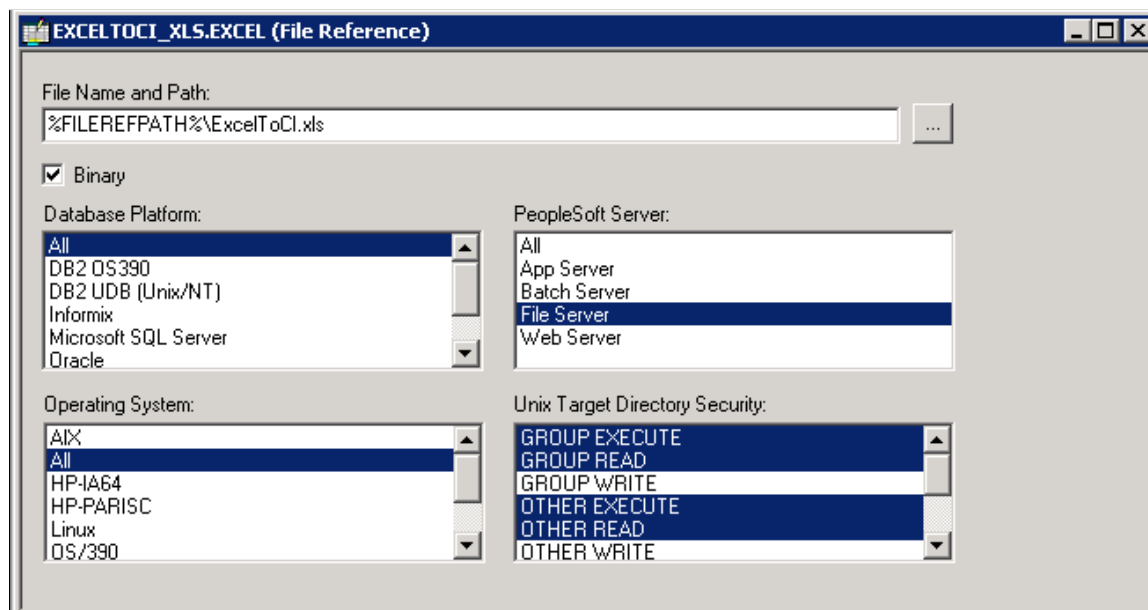 EXCELTOCI_XLS.EXCEL (File Reference)
File Name and Path:
%FILEREFPATH%\ExcelToCI.xls
...
Binary
Database Platform:
All
DB2 OS390
DB2 UDB (Unix/NT)
Informix
Microsoft SQL Server
Oracle
PeopleSoft Server:
All
App Server
Batch Server
File Server
Web Server
Operating System:
AIX
All
HP-IA64
HP-PARISC
Linux
OS/390
Unix Target Directory Security:
GROUP EXECUTE
GROUP READ
GROUP WRITE
OTHER EXECUTE
OTHER READ
OTHER WRITE